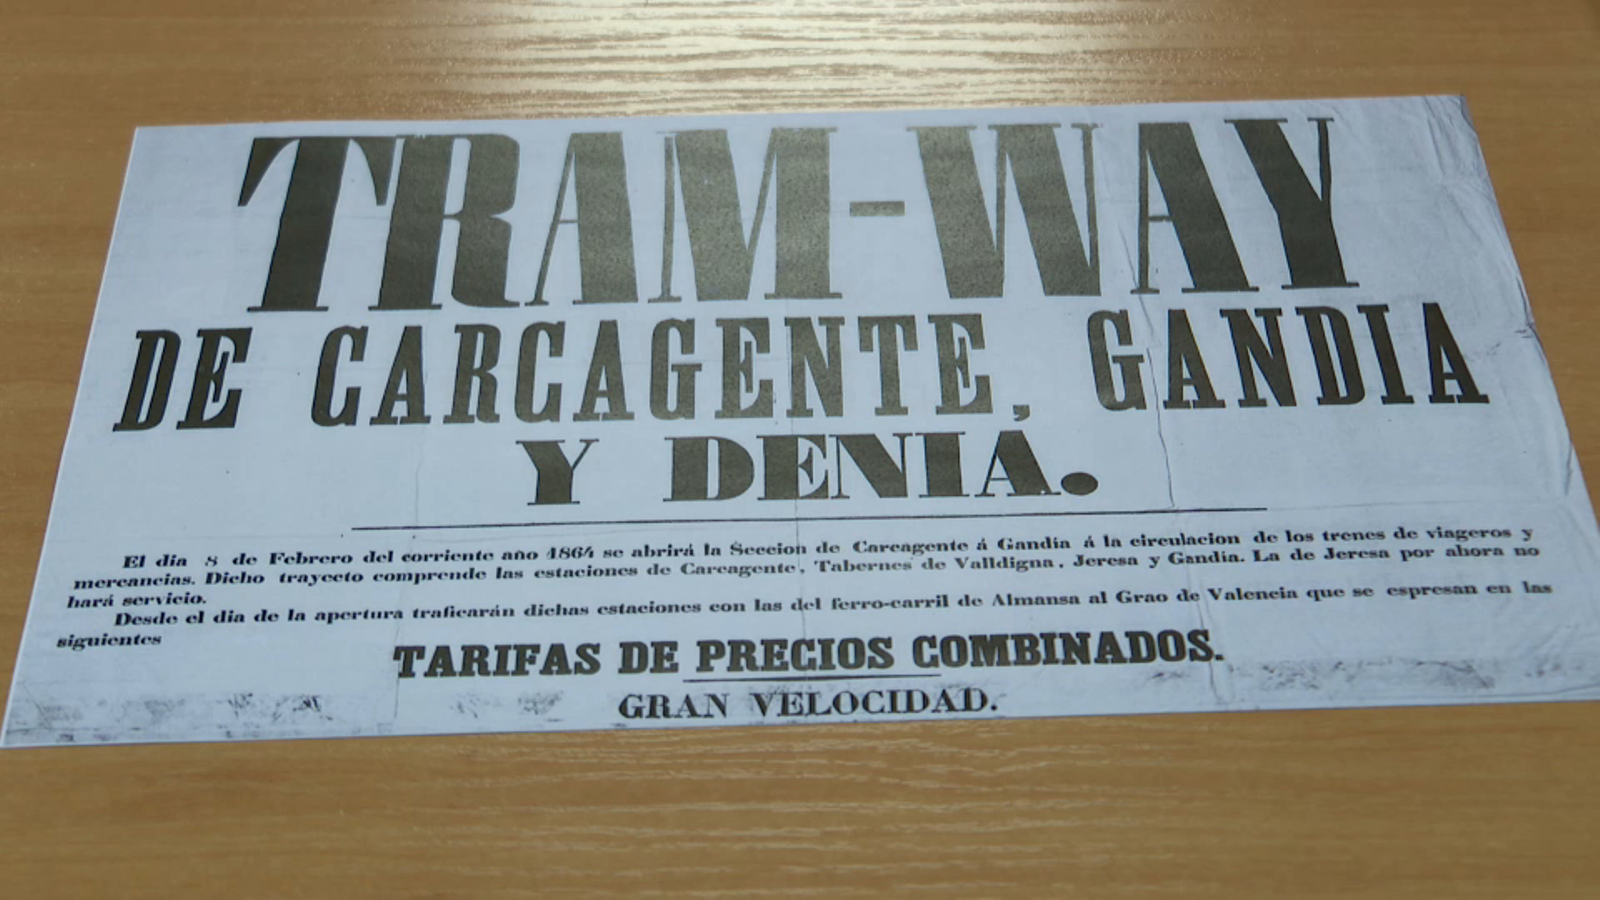 TRAM-WAY
DE CARCAGENTE, GANDIA
Y DENIA.
El dia 8 de Febrero del corriente año 1864 se abrirá la Seccion de Carcagente á Gandía á la circulacion de los trenes de viageros y
mercancias. Dicho trayecto comprende las estaciones de Carcagente, Tabernes de Valldigna, Jeresa y Gandía. La de Jeresa por ahora no
hará servicio.
Desde el dia de la apertura traficarán dichas estaciones con las del ferro-carril de Almansa al Grao de Valencia que se espresan en las
siguientes
TARIFAS DE PRECIOS COMBINADOS.
GRAN VELOCIDAD.